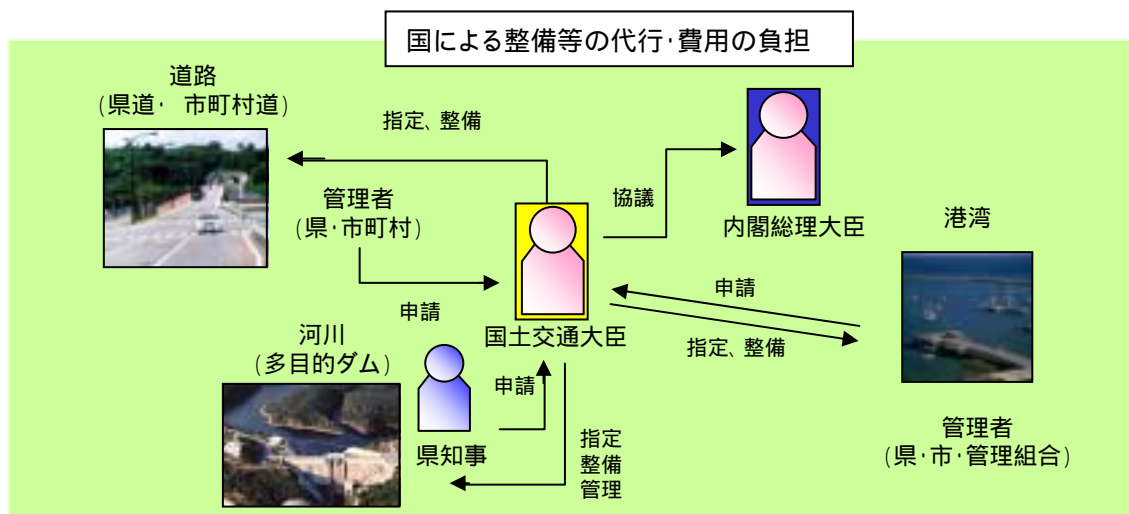 国による整備等の代行･費用の負担
道路
(県道･ 市町村道)
指定、整備
管理者
(県･市町村)
申請
協議
内閣総理大臣
国土交通大臣
港湾
申請
指定、整備
管理者
(県･市･管理組合)
河川
(多目的ダム)
県知事
申請
指定
整備
管理